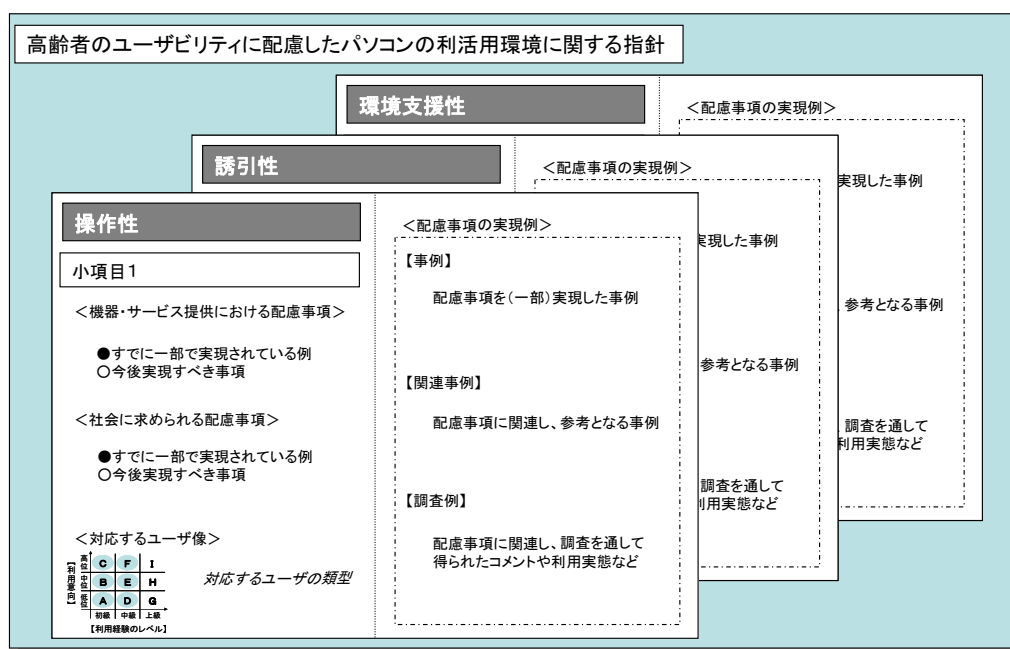 高齢者のユーザビリティに配慮したパソコンの利活用環境に関する指針
環境支援性
＜配慮事項の実現例＞
実現した事例
、参考となる事例
、調査を通して
利用実態など
誘引性
＜配慮事項の実現例＞
実現した事例
参考となる事例
調査を通して
利用実態など
操作性
小項目1
＜機器・サービス提供における配慮事項＞
●すでに一部で実現されている例
○今後実現すべき事項
＜社会に求められる配慮事項＞
●すでに一部で実現されている例
○今後実現すべき事項
＜対応するユーザ像＞
【利用意向】
高位 C F I
中位 B E H
低位 A D G
初級 中級 上級
【利用経験のレベル】
対応するユーザの類型
＜配慮事項の実現例＞
【事例】
配慮事項を(一部)実現した事例
【関連事例】
配慮事項に関連し、参考となる事例
【調査例】
配慮事項に関連し、調査を通して
得られたコメントや利用実態など